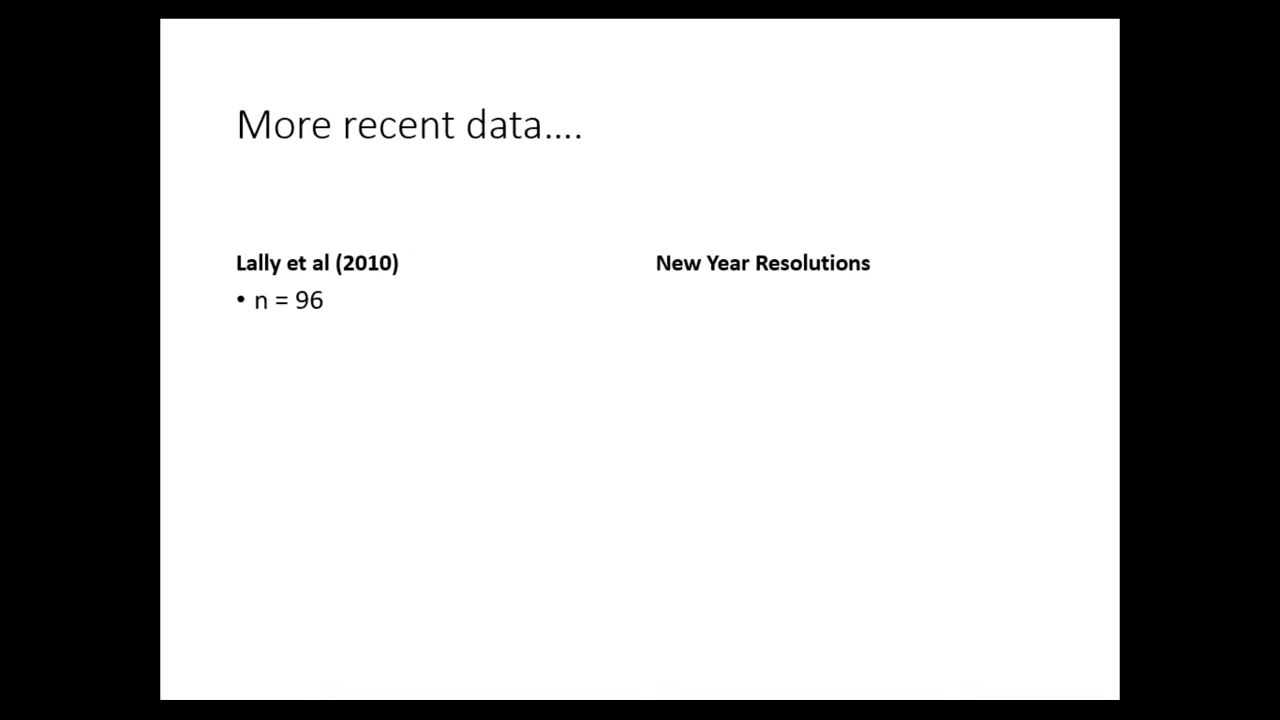 More recent data....
Lally et al (2010)
• n = 96
New Year Resolutions